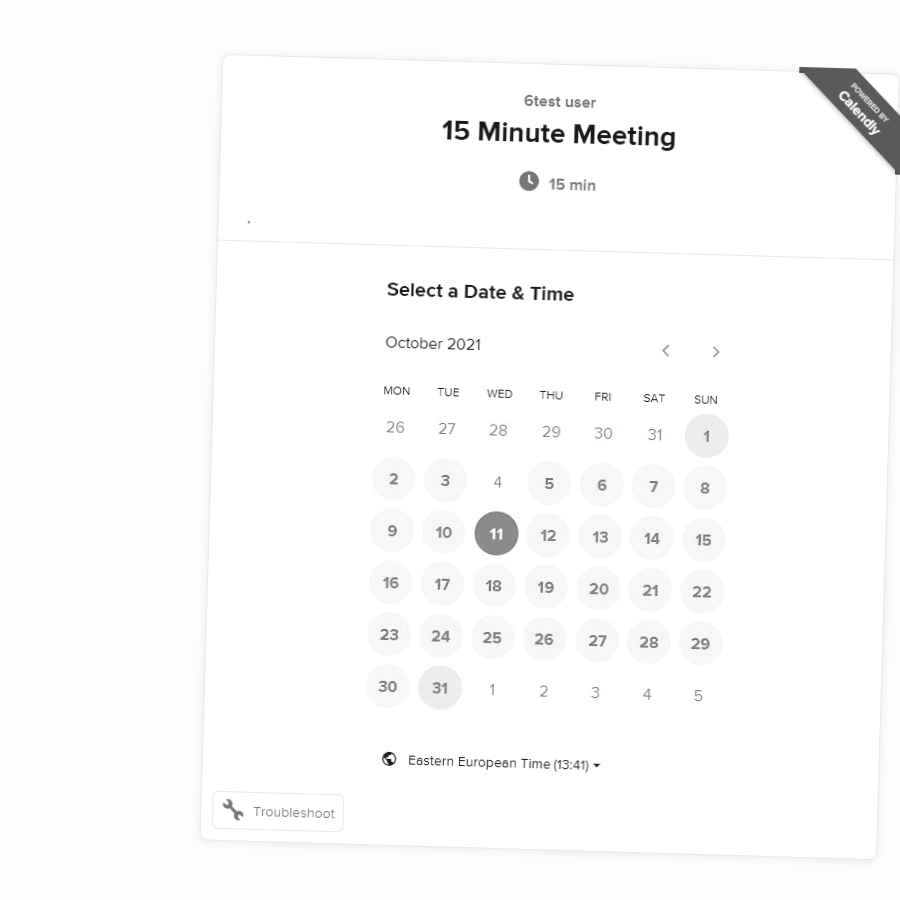 6test user
15 Minute Meeting
15 min
POWERED BY
Calendly
Select a Date & Time
October 2021
MON TUE WED THU FRI SAT SUN
26 27 28 29 30 31 1
2 3 4 5 6 7 8
9 10 11 12 13 14 15
16 17 18 19 20 21 22
23 24 25 26 27 28 29
30 31 1 2 3 4 5
Eastern European Time (13:41)
Troubleshoot